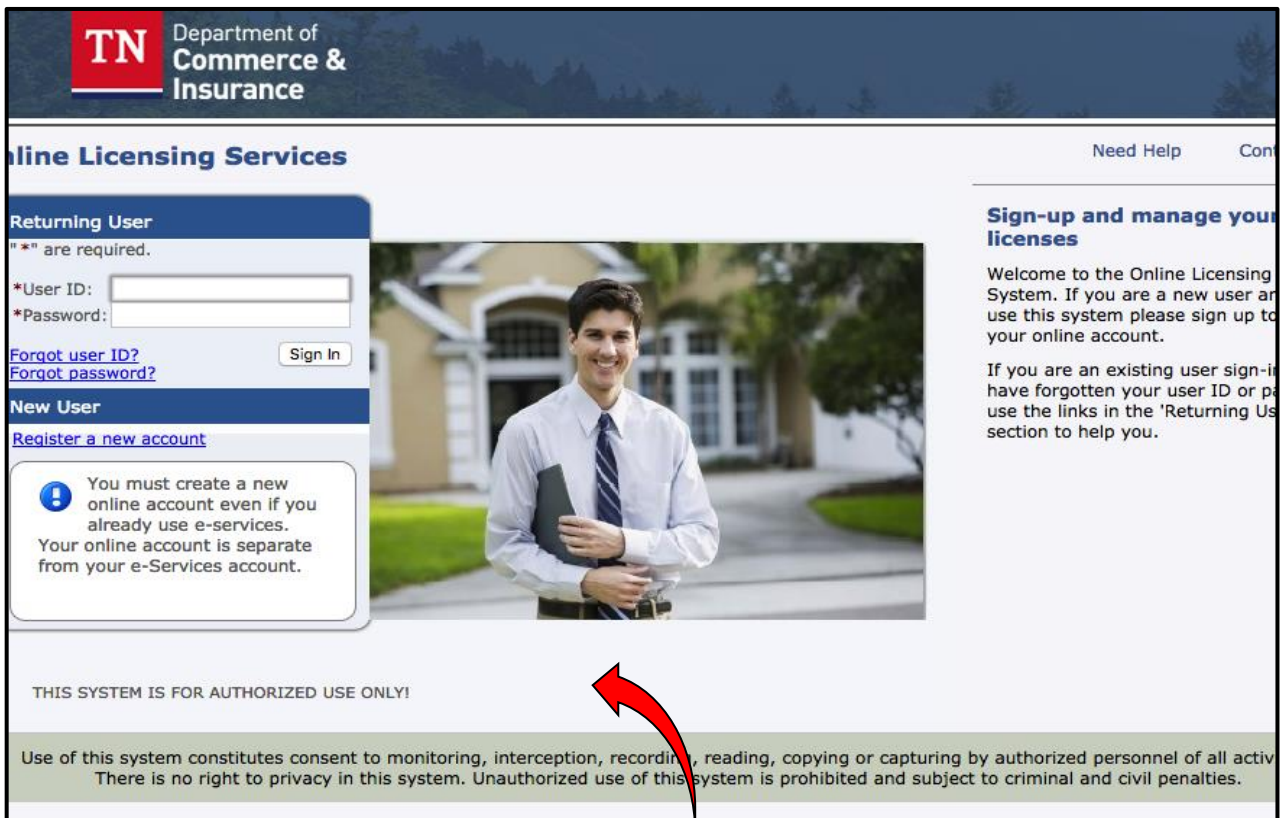 TN
Department of
Commerce &
Insurance
line Licensing Services
Need Help
Returning User
"*" are required.
*User ID:
*Password:
Forgot user ID?
Sign In
Forgot password?
New User
Register a new account
You must create a new
online account even if you
already use e-services.
Your online account is separate
from your e-Services account.
Sign-up and manage your
licenses
Welcome to the Online Licensing
System. If you are a new user
use this system please sign up to
your online account.
If you are an existing user
have forgotten your user ID or
use the links in the 'Returning
section to help you.
THIS SYSTEM IS FOR AUTHORIZED USE ONLY!
Use of this system constitutes consent to monitoring, interception, recording, reading, copying or capturing by authorized personnel of all
There is no right to privacy in this system. Unauthorized use of this system is prohibited and subject to criminal and civil penalties.